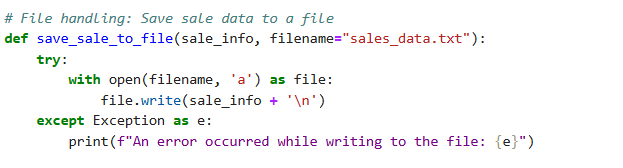 # File handling: Save sale data to a file
def save_sale_to_file(sale_info, filename="sales_data.txt"):
    try:
        with open(filename, 'a') as file:
            file.write(sale_info + '\n')
    except Exception as e:
        print(f"An error occurred while writing to the file: {e}")